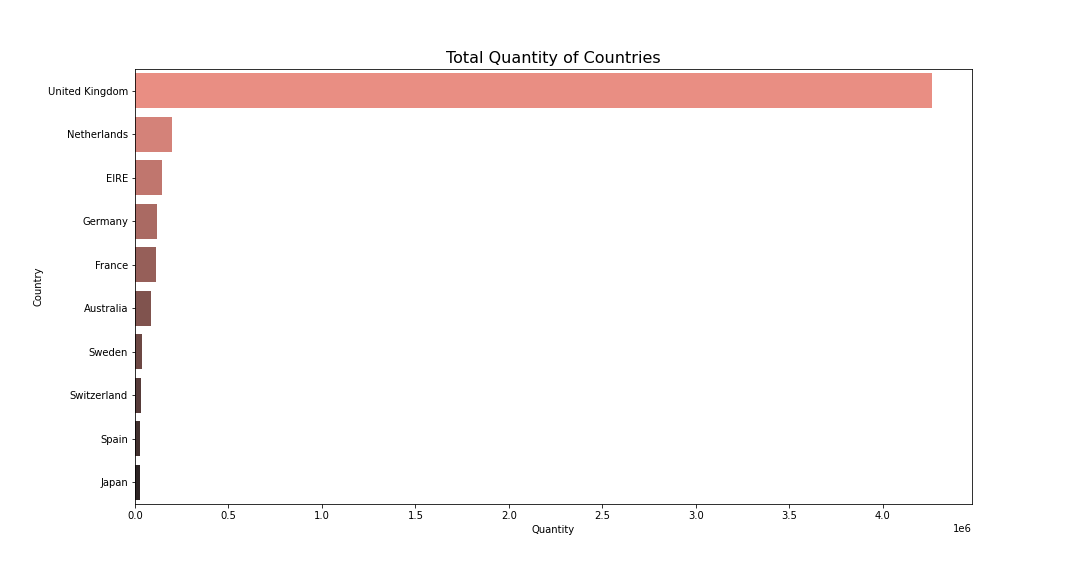 Total Quantity of Countries
Country
United Kingdom
Netherlands
EIRE
Germany
France
Australia
Sweden
Switzerland
Spain
Japan
0.0 0.5 1.0 1.5 2.0 2.5 3.0 3.5 4.0
Quantity
1e6